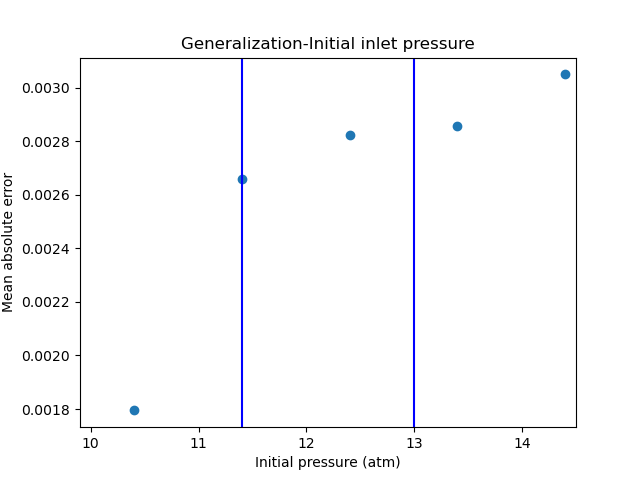 Generalization-Initial inlet pressure
Mean absolute error
0.0030
0.0028
0.0026
0.0024
0.0022
0.0020
0.0018
10 11 12 13 14
Initial pressure (atm)